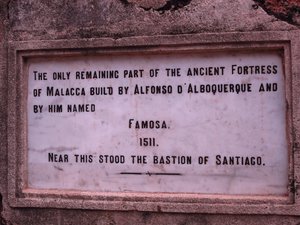 THE ONLY REMAINING PART OF THE ANCIENT FORTRESS
OF MALACCA BUILD BY ALFONSO D'ALBOQUERQUE AND
BY HIM NAMED
FAMOSA.
1511.
NEAR THIS STOOD THE BASTION OF SANTIAGO.